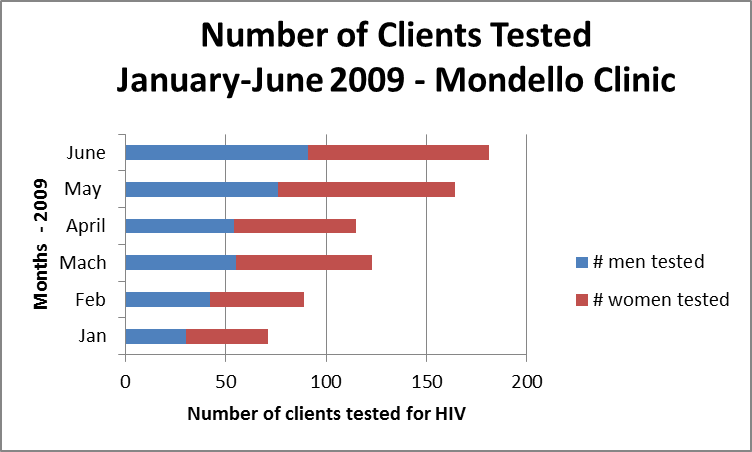 Number of Clients Tested
January-June 2009 - Mondello Clinic
Months - 2009
June
May
April
Mach
Feb
Jan
0 50 100 150 200
Number of clients tested for HIV
# men tested
# women tested